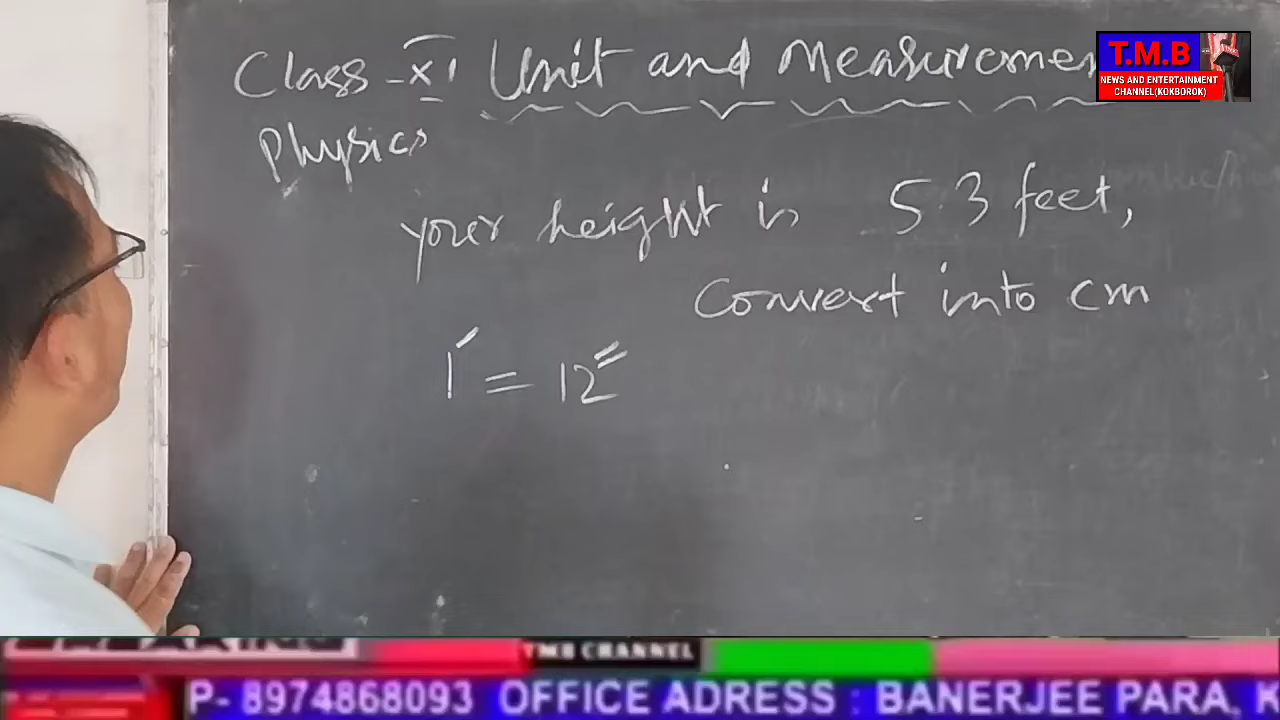 Class - XI Unit and Measuremen
Physics
your height is 5.3 feet,
Convert into cm
1' = 12"
T.M.B
NEWS AND ENTERTAINMENT
CHANNEL(KOKBOROK)
TMB CHANNEL
P- 8974868093 OFFICE ADRESS : BANERJEE PARA, K